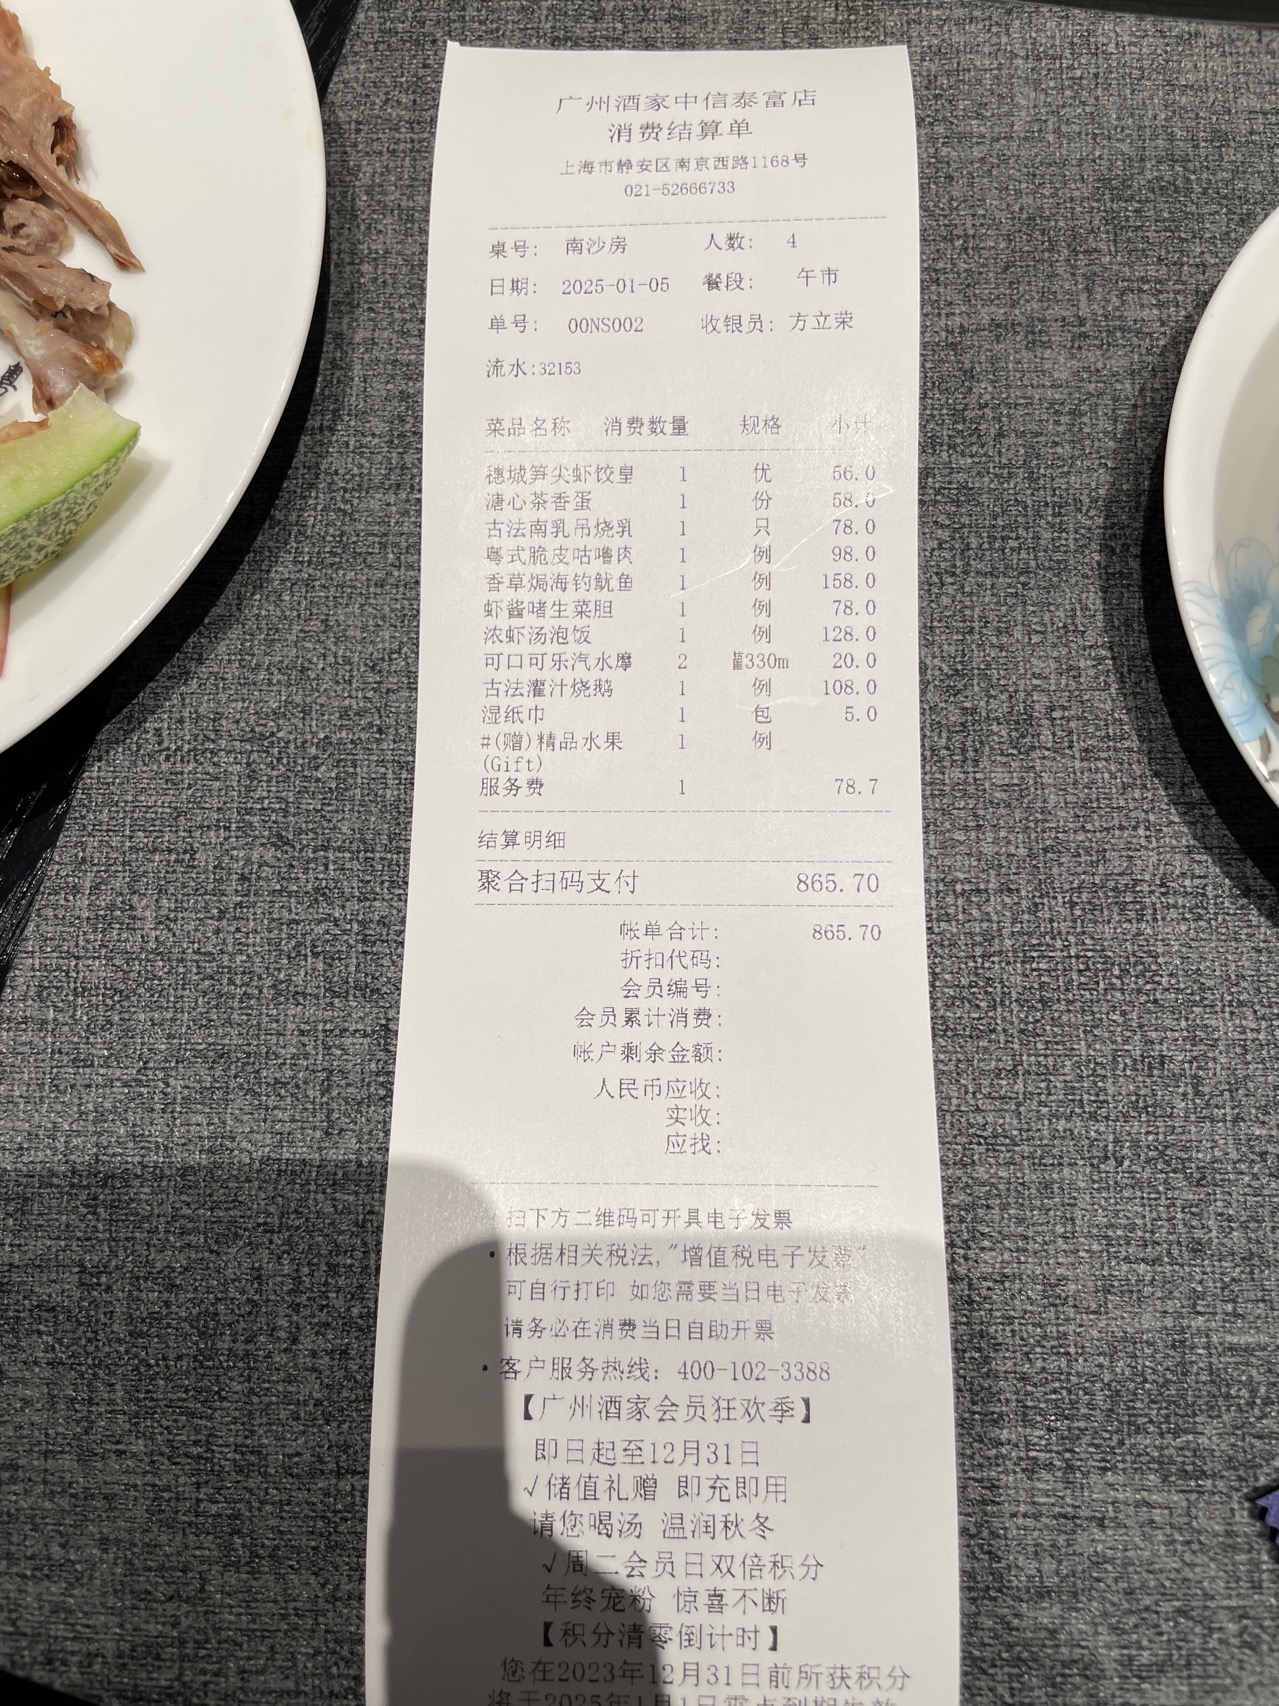 广州酒家中信泰富店
消费结算单
上海市静安区南京西路1168号
021-52666733
桌号: 南沙房 人数: 4
日期: 2025-01-05 餐段: 午市
单号: 00NS002 收银员: 方立荣
流水:32153
菜品名称 消费数量 规格 小计
穗城笋尖虾饺皇 1 优 56.0
溏心茶香蛋 1 份 58.0
古法南乳吊烧乳 1 只 78.0
粤式脆皮咕噜肉 1 例 98.0
香草焗海钓鱿鱼 1 例 158.0
虾酱啫生菜胆 1 例 78.0
浓虾汤泡饭 1 例 128.0
可口可乐汽水摩 2 罐330m 20.0
古法灌汁烧鹅 1 例 108.0
湿纸巾 1 包 5.0
#(赠)精品水果 1 例
(Gift)
服务费 1 78.7
结算明细
聚合扫码支付 865.70
帐单合计: 865.70
折扣代码:
会员编号:
会员累计消费:
帐户剩余金额:
人民币应收:
实收:
应找:
扫下方二维码可开具电子发票
·根据相关税法,"增值税电子发票"
可自行打印 如您需要当日电子发票
请务必在消费当日自助开票
·客户服务热线: 400-102-3388
【广州酒家会员狂欢季】
即日起至12月31日
√储值礼赠 即充即用
请您喝汤 温润秋冬
√周二会员日双倍积分
年终宠粉 惊喜不断
【积分清零倒计时】
您在2023年12月31日前所获积分
将于2025年1月1日零点到期失效